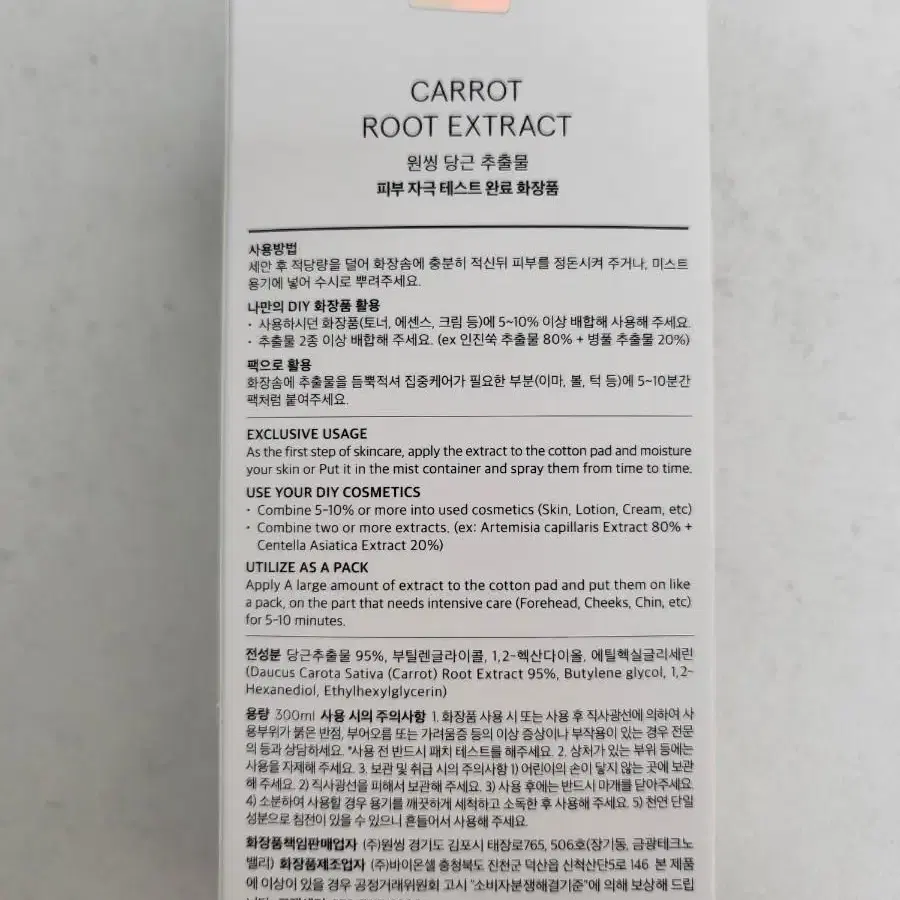 CARROT
ROOT EXTRACT
원씽 당근 추출물
피부 자극 테스트 완료 화장품
사용방법
세안 후 적당량을 덜어 화장솜에 충분히 적신뒤 피부를 정돈시켜 주거나, 미스트
용기에 넣어 수시로 뿌려주세요.
나만의 DIY 화장품 활용
· 사용하시던 화장품(토너, 에센스, 크림 등)에 5~10% 이상 배합해 사용해 주세요.
· 추출물 2종 이상 배합해 주세요. (ex 인진쑥 추출물 80% + 병풀 추출물 20%)
팩으로 활용
화장솜에 추출물을 듬뿍적셔 집중케어가 필요한 부분(이마, 볼, 턱 등)에 5~10분간
팩처럼 붙여주세요.
EXCLUSIVE USAGE
As the first step of skincare, apply the extract to the cotton pad and moisture
your skin or Put it in the mist container and spray them from time to time.
USE YOUR DIY COSMETICS
· Combine 5-10% or more into used cosmetics (Skin, Lotion, Cream, etc)
· Combine two or more extracts. (ex: Artemisia capillaris Extract 80% +
Centella Asiatica Extract 20%)
UTILIZE AS A PACK
Apply A large amount of extract to the cotton pad and put them on like
a pack, on the part that needs intensive care (Forehead, Cheeks, Chin, etc)
for 5-10 minutes.
전성분 당근추출물 95%, 부틸렌글라이콜, 1,2-헥산다이올, 에틸헥실글리세린
(Daucus Carota Sativa (Carrot) Root Extract 95%, Butylene glycol, 1,2-
Hexanediol, Ethylhexylglycerin)
용량 300ml 사용 시의 주의사항 1. 화장품 사용 시 또는 사용 후 직사광선에 의하여 사
용부위가 붉은 반점, 부어오름 또는 가려움증 등의 이상 증상이나 부작용이 있는 경우 전문
의 등과 상담하세요. *사용 전 반드시 패치 테스트를 해주세요. 2. 상처가 있는 부위 등에는
사용을 자제해 주세요. 3. 보관 및 취급 시의 주의사항 1) 어린이의 손이 닿지 않는 곳에 보관
해 주세요. 2) 직사광선을 피해서 보관해 주세요. 3) 사용 후에는 반드시 마개를 닫아주세요.
4) 소분하여 사용할 경우 용기를 깨끗하게 세척하고 소독한 후 사용해 주세요. 5) 천연 단일
성분으로 침전이 있을 수 있으니 흔들어서 사용해 주세요.
화장품책임판매업자 (주)원씽 경기도 김포시 태장로765, 506호(장기동, 금광테크노
밸리) 화장품제조업자 (주)바이온셀 충청북도 진천군 덕산읍 신척산단5로 146 본 제품
에 이상이 있을 경우 공정거래위원회 고시 "소비자분쟁해결기준"에 의해 보상해 드립